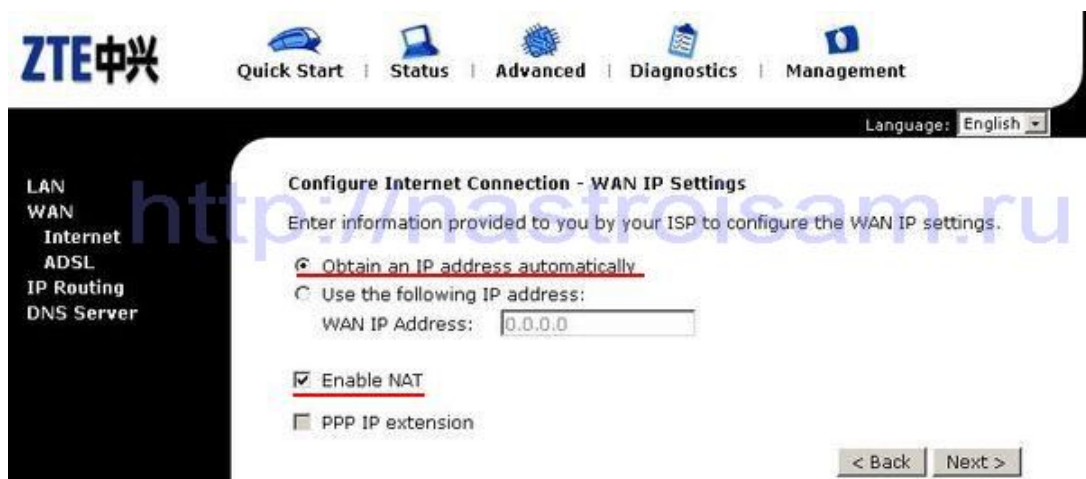 ZTE中兴
Quick Start | Status | Advanced | Diagnostics | Management
Language: English
LAN
WAN
Internet
ADSL
IP Routing
DNS Server
http://nastroisam.ru
Configure Internet Connection - WAN IP Settings
Enter information provided to you by your ISP to configure the WAN IP settings.
Obtain an IP address automatically
Use the following IP address:
WAN IP Address: 0.0.0.0
Enable NAT
PPP IP extension
< Back Next >